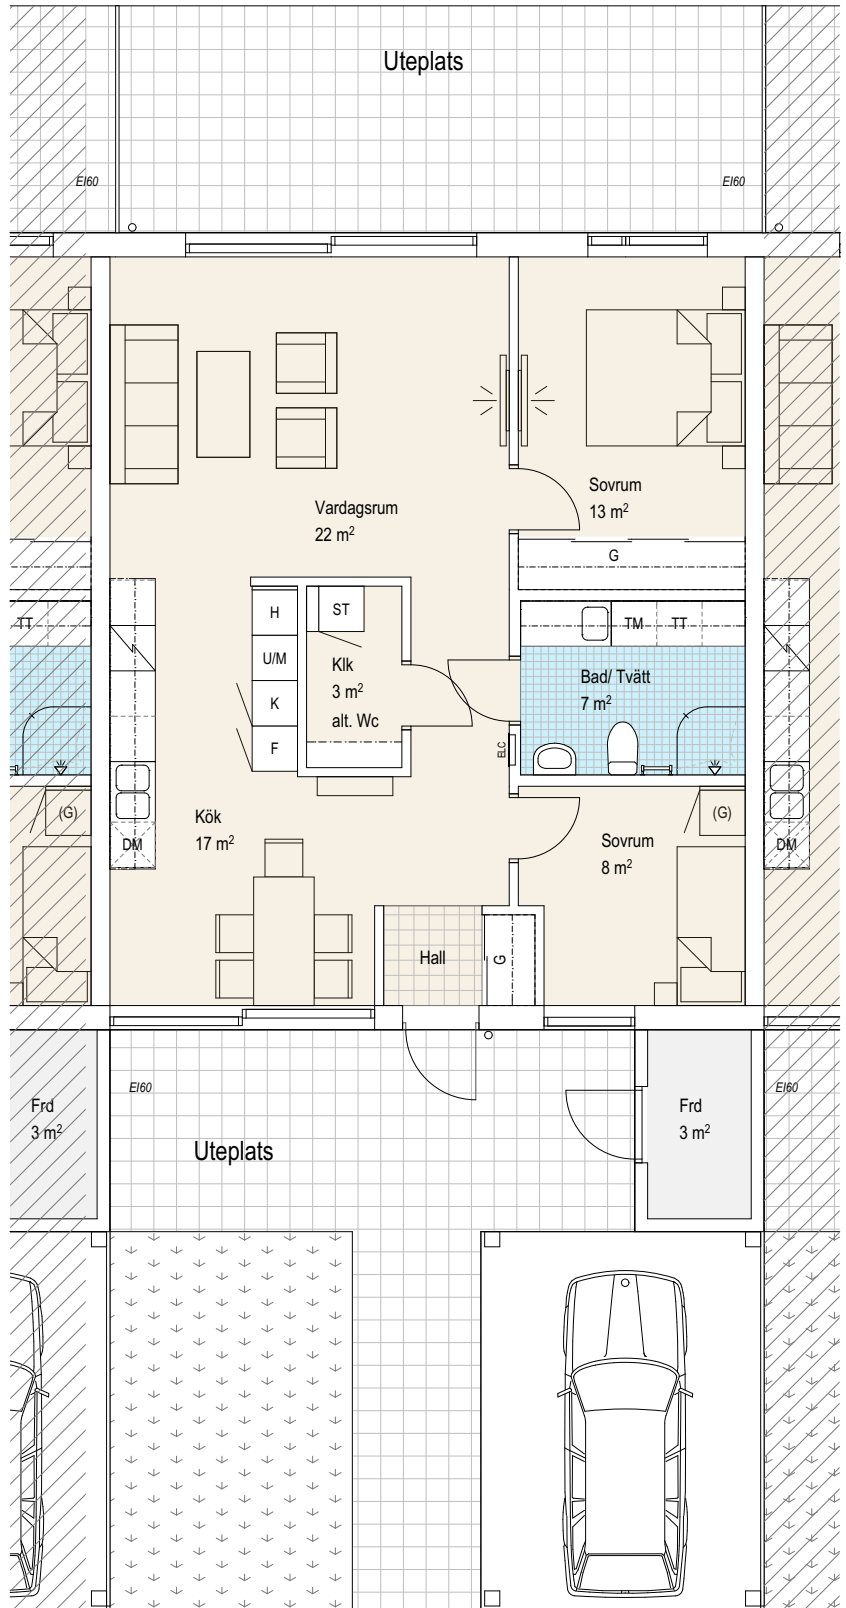 Uteplats
EI60
EI60
Vardagsrum
22 m²
Sovrum
13 m²
G
TT
H
ST
TM
TT
U/M
Klk
3 m²
alt. Wc
K
F
Bad/ Tvätt
7 m²
ELC
(G)
DM
Kök
17 m²
Sovrum
8 m²
(G)
DM
Hall
G
EI60
EI60
Frd
3 m²
Frd
3 m²
Uteplats